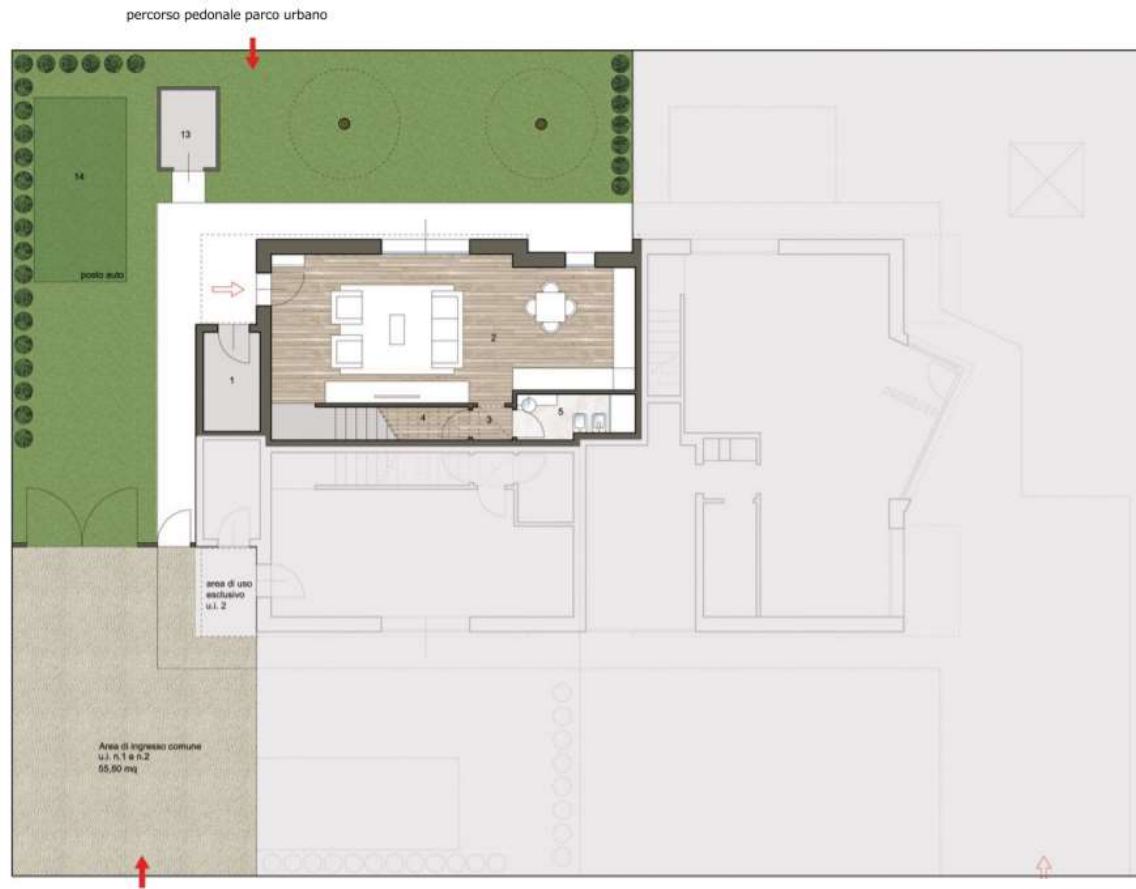 percorso pedonale parco urbano
13
14
posto auto
2
1
4
3
5
area di uso
esclusivo
u.i. 2
Area di ingresso comune
u.i. n.1 e n.2
55,60 mq